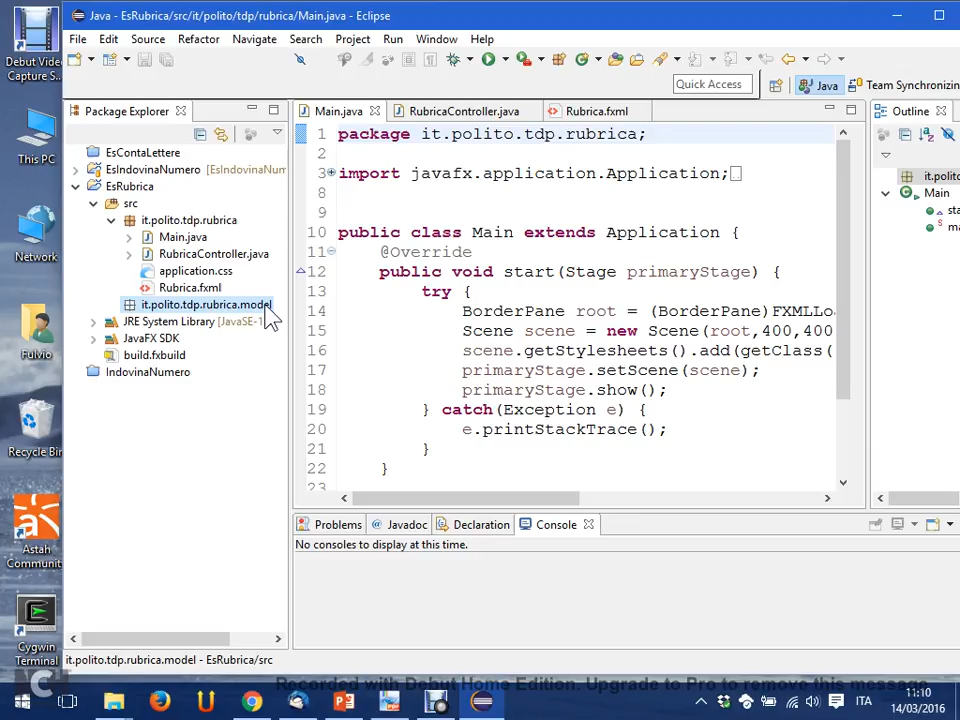 Java - EsRubrica/src/it/polito/tdp/rubrica/Main.java - Eclipse
File Edit Source Refactor Navigate Search Project Run Window Help
Quick Access
Java
Team Synchronizin
Debut Video
Capture S...
This PC
Network
Fulvio
Recycle Bin
Astah
Communit
Cygwin
Terminal
Package Explorer
EsContaLettere
EsIndovinaNumero [EsIndovinaNum
EsRubrica
src
it.polito.tdp.rubrica
Main.java
RubricaController.java
application.css
Rubrica.fxml
it.polito.tdp.rubrica.model
JRE System Library [JavaSE-1
JavaFX SDK
build.fxbuild
IndovinaNumero
Main.java
RubricaController.java
Rubrica.fxml
1 package it.polito.tdp.rubrica;
2
3 import javafx.application.Application;
8
9
10 public class Main extends Application {
11 @Override
12 public void start(Stage primaryStage) {
13 try {
14 BorderPane root = (BorderPane)FXMLLoa
15 Scene scene = new Scene(root,400,400
16 scene.getStylesheets().add(getClass(
17 primaryStage.setScene(scene);
18 primaryStage.show();
19 } catch(Exception e) {
20 e.printStackTrace();
21 }
22 }
23
Outline
it.polito
Main
sta
ma
Problems
@ Javadoc
Declaration
Console
No consoles to display at this time.
it.polito.tdp.rubrica.model - EsRubrica/src
Recorded with Debut Home Edition. Upgrade to Pro to remove this message
ITA
11:10
14/03/2016